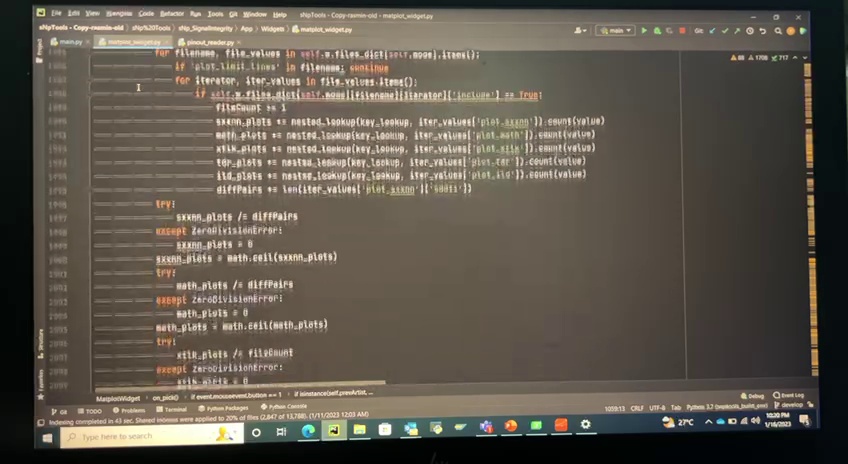 File Edit View Navigate Code Refactor Run Tools Git Window Help sNpTools - Copy-raomin-old - matplot_widget.py
sNpTools - Copy-raomin-old sNp%20Tools sNp_SignalIntegrity App Widgets matplot_widget.py main Git:
main.py matplot_widget.py pinout_reader.py
for filename, file_values in self.w.files_dict[self.mode].items():
if 'plot_limit_lines' in filename: continue
for iterator, iter_values in file_values.items():
if self.w.files_dict[self.mode][filename][iterator]['include'] == True:
fileCount += 1
sxxnn_plots += nested_lookup(key_lookup, iter_values['plot_sxxnn']).count(value)
math_plots += nested_lookup(key_lookup, iter_values['plot_math']).count(value)
xtlk_plots += nested_lookup(key_lookup, iter_values['plot_xtlk']).count(value)
tdr_plots += nested_lookup(key_lookup, iter_values['plot_tdr']).count(value)
ild_plots += nested_lookup(key_lookup, iter_values['plot_ild']).count(value)
diffPairs += len(iter_values['plot_sxxnn']['sdd11'])
try:
sxxnn_plots /= diffPairs
except ZeroDivisionError:
sxxnn_plots = 0
sxxnn_plots = math.ceil(sxxnn_plots)
try:
math_plots /= diffPairs
except ZeroDivisionError:
math_plots = 0
math_plots = math.ceil(math_plots)
try:
xtlk_plots /= fileCount
except ZeroDivisionError:
xtlk_plots = 0
MatplotWidget on_pick() if event.mouseevent.button == 1 if isinstance(self.prevArtist, ...
Git TODO Problems Terminal Python Packages Python Console Debug Event Log
Indexing completed in 43 sec. Shared indexes were applied to 20% of files (2,847 of 13,788). (1/11/2023 12:03 AM) CRLF UTF-8 Tab Python 3.7 develop
Type here to search 27°C 10:20 PM
1/16/2023